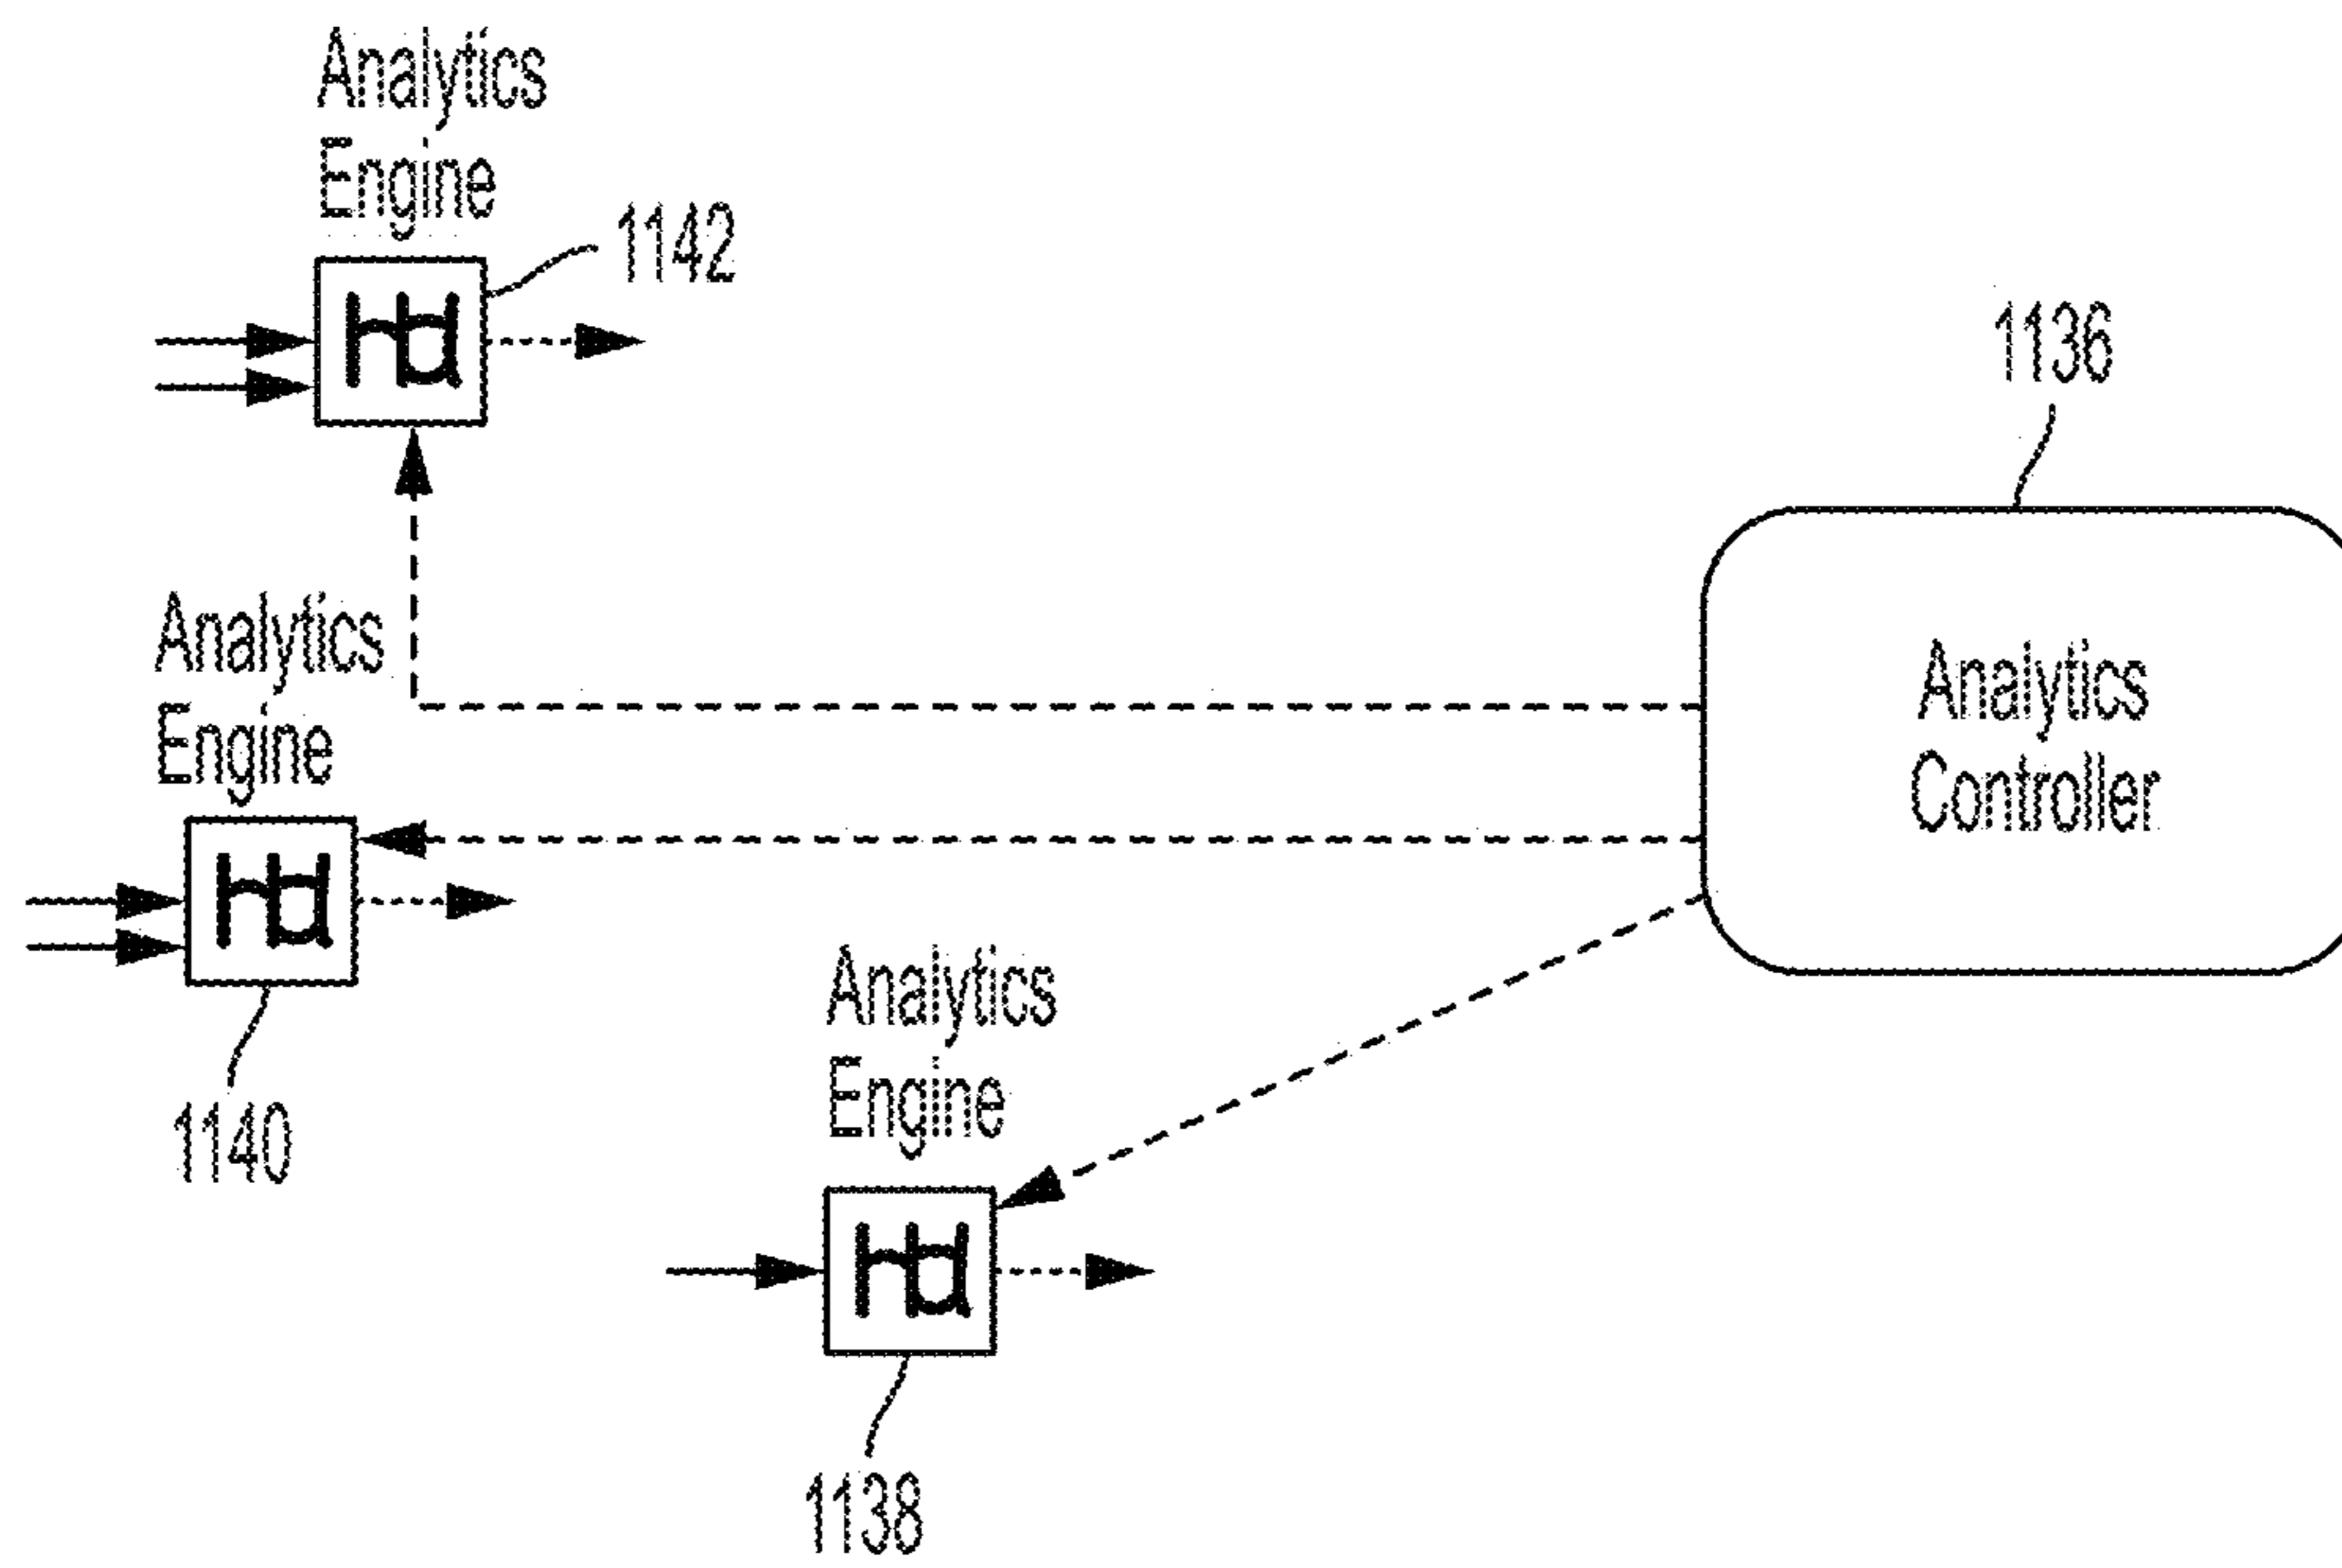 Analytics
Engine
1142
1136
Analytics
Engine
Analytics
Controller
1140
Analytics
Engine
1138